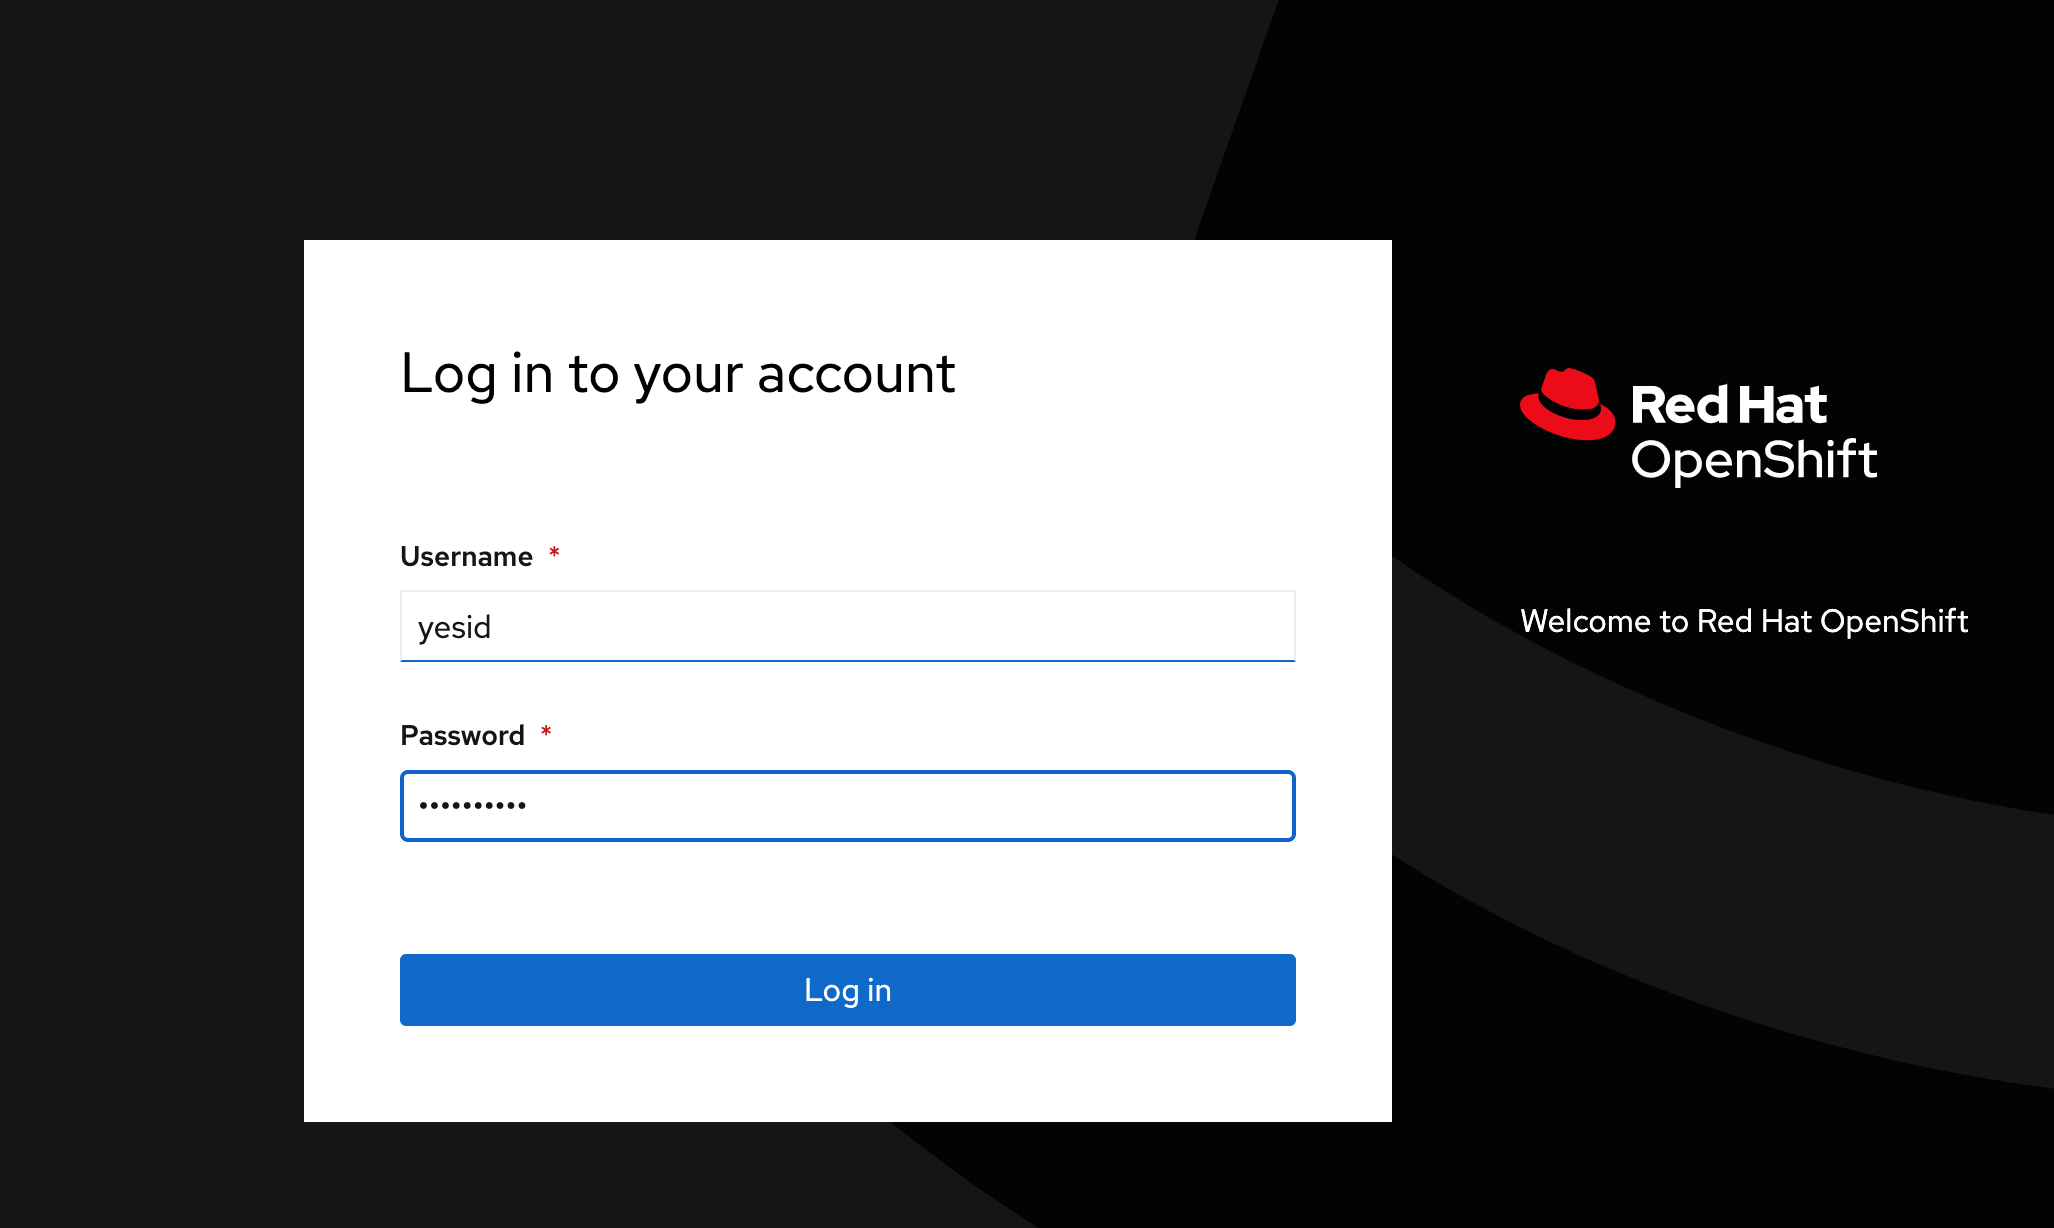 Log in to your account
Username *
yesid
Password *
••••••••••
Log in
Red Hat
OpenShift
Welcome to Red Hat OpenShift